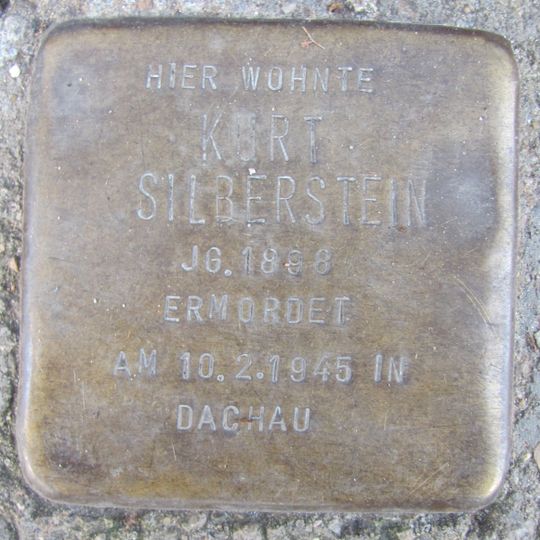 HIER WOHNTE
KURT
SILBERSTEIN
JG. 1898
ERMORDET
AM 10.2.1945 IN
DACHAU